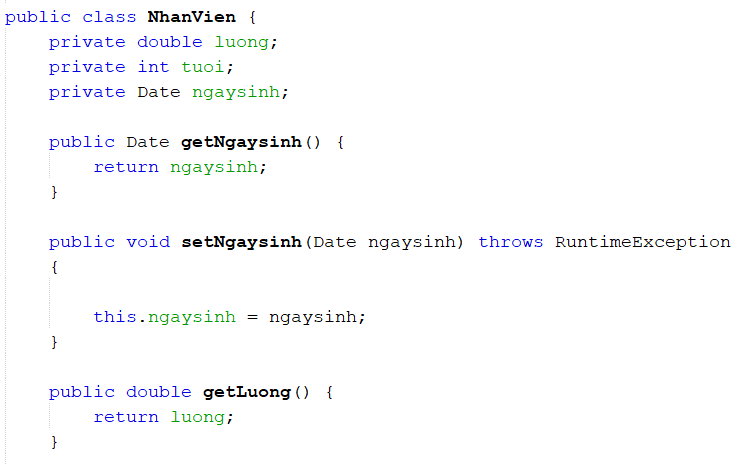 public class NhanVien {
    private double luong;
    private int tuoi;
    private Date ngaysinh;

    public Date getNgaysinh() {
        return ngaysinh;
    }

    public void setNgaysinh(Date ngaysinh) throws RuntimeException
    {

        this.ngaysinh = ngaysinh;
    }

    public double getLuong() {
        return luong;
    }